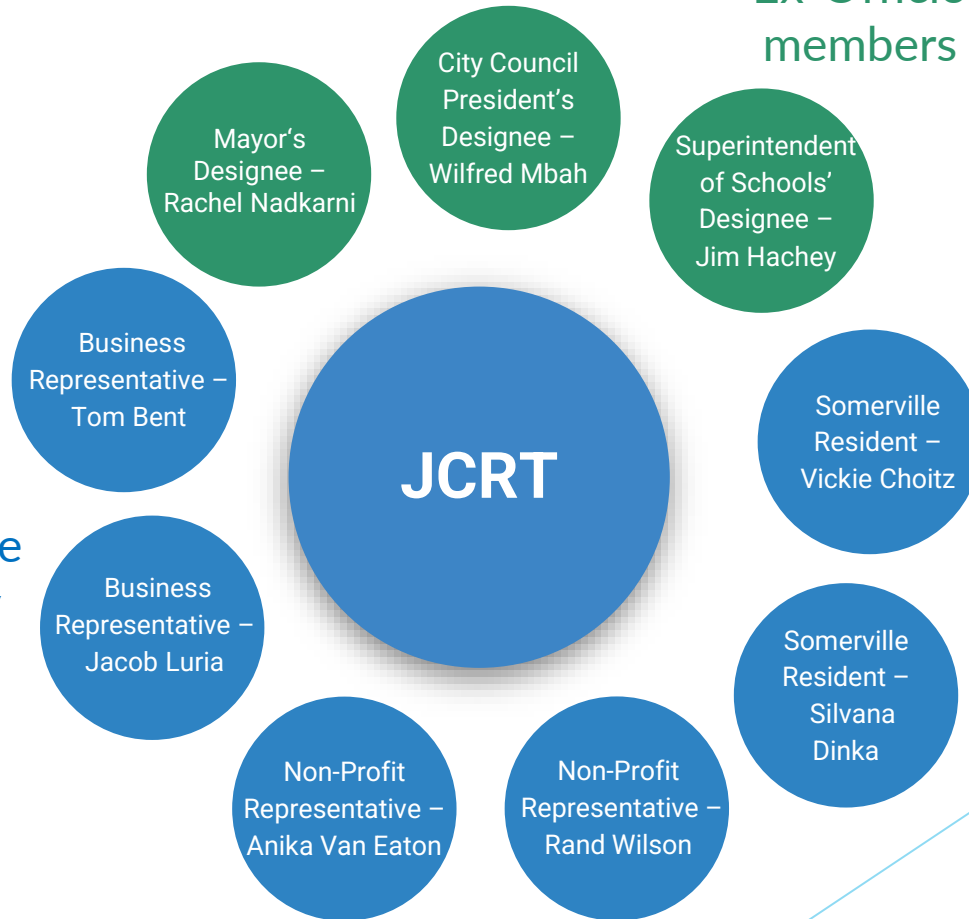 Ex-Officio
members
City Council
President's
Designee –
Wilfred Mbah
Mayor‘s
Designee –
Rachel Nadkarni
Superintendent
of Schools’
Designee –
Jim Hachey
Business
Representative –
Tom Bent
Somerville
Resident –
Vickie Choitz
JCRT
Business
Representative –
Jacob Luria
Somerville
Resident –
Silvana
Dinka
Non-Profit
Representative –
Anika Van Eaton
Non-Profit
Representative –
Rand Wilson